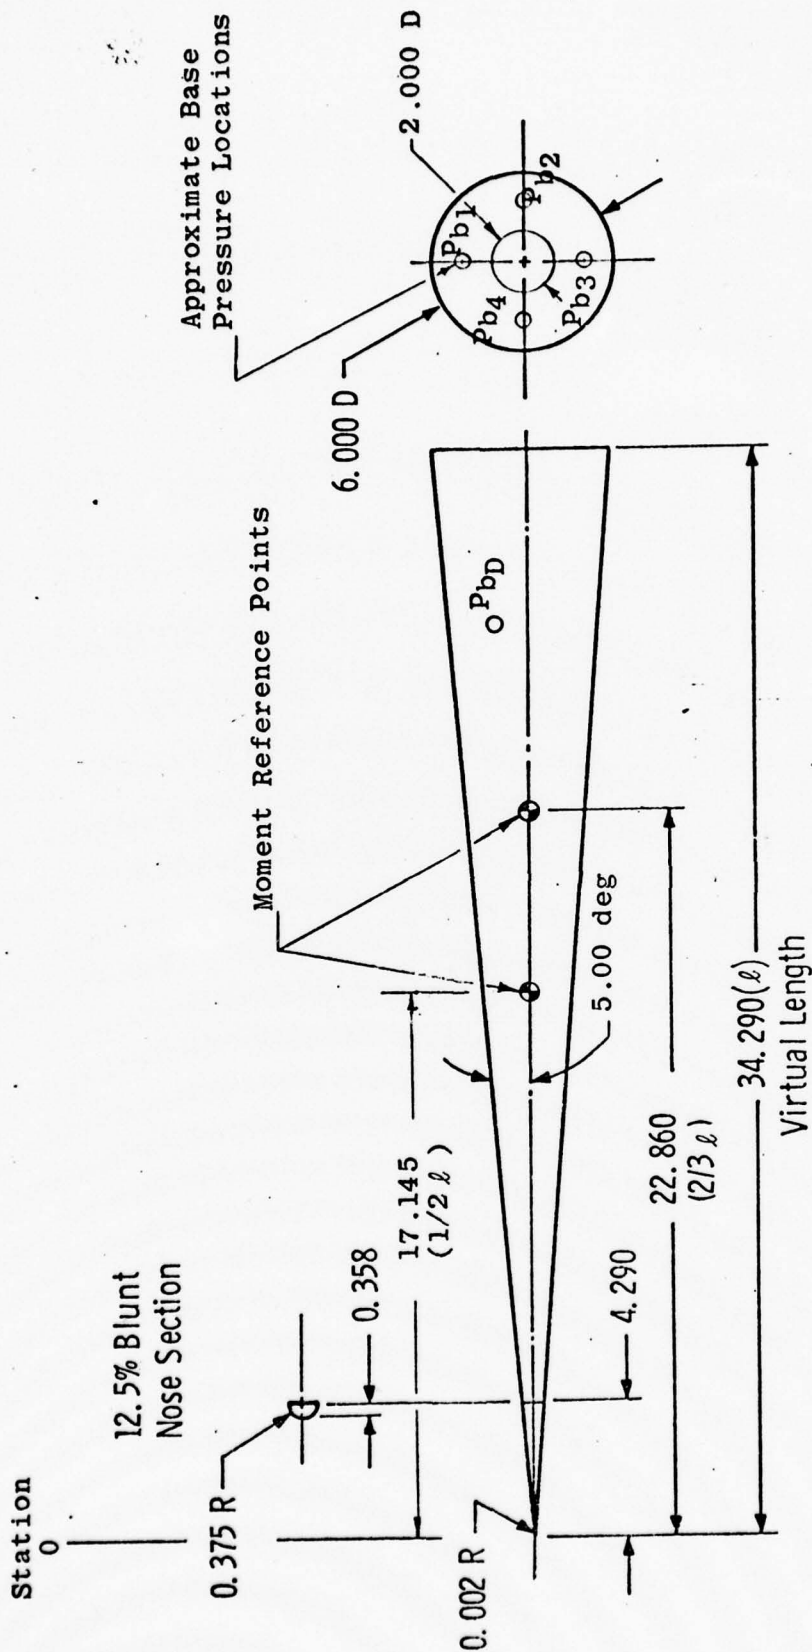 Station
0
12.5% Blunt
Nose Section
0.375 R
0.358
17.145
(1/2 ℓ)
Moment Reference Points
Approximate Base
Pressure Locations
6.000 D
2.000 D
Pb1
Pb2
Pb3
Pb4
PbD
5.00 deg
0.002 R
4.290
22.860
(2/3 ℓ)
34.290(ℓ)
Virtual Length